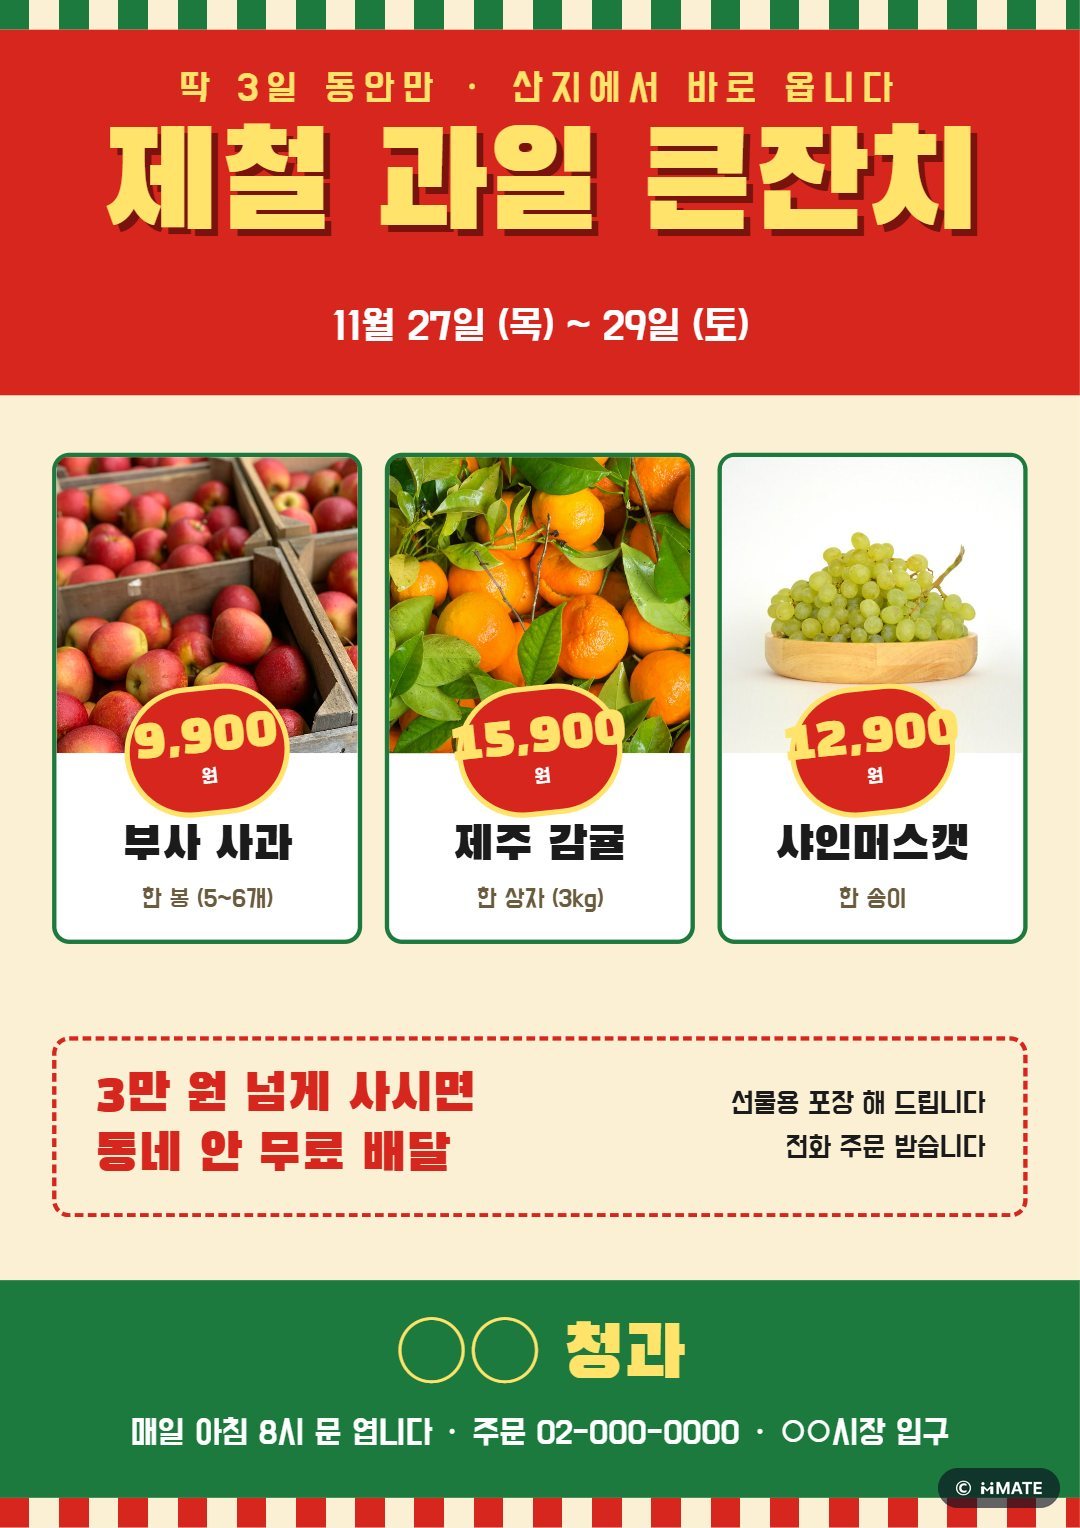 딱 3일 동안만 · 산지에서 바로 옵니다
제철 과일 큰잔치
11월 27일 (목) ~ 29일 (토)
9,900
원
부사 사과
한 봉 (5~6개)
15,900
원
제주 감귤
한 상자 (3kg)
12,900
원
샤인머스캣
한 송이
3만 원 넘게 사시면
동네 안 무료 배달
선물용 포장 해 드립니다
전화 주문 받습니다
○○ 청과
매일 아침 8시 문 엽니다 · 주문 02-000-0000 · ○○시장 입구
© MMATE